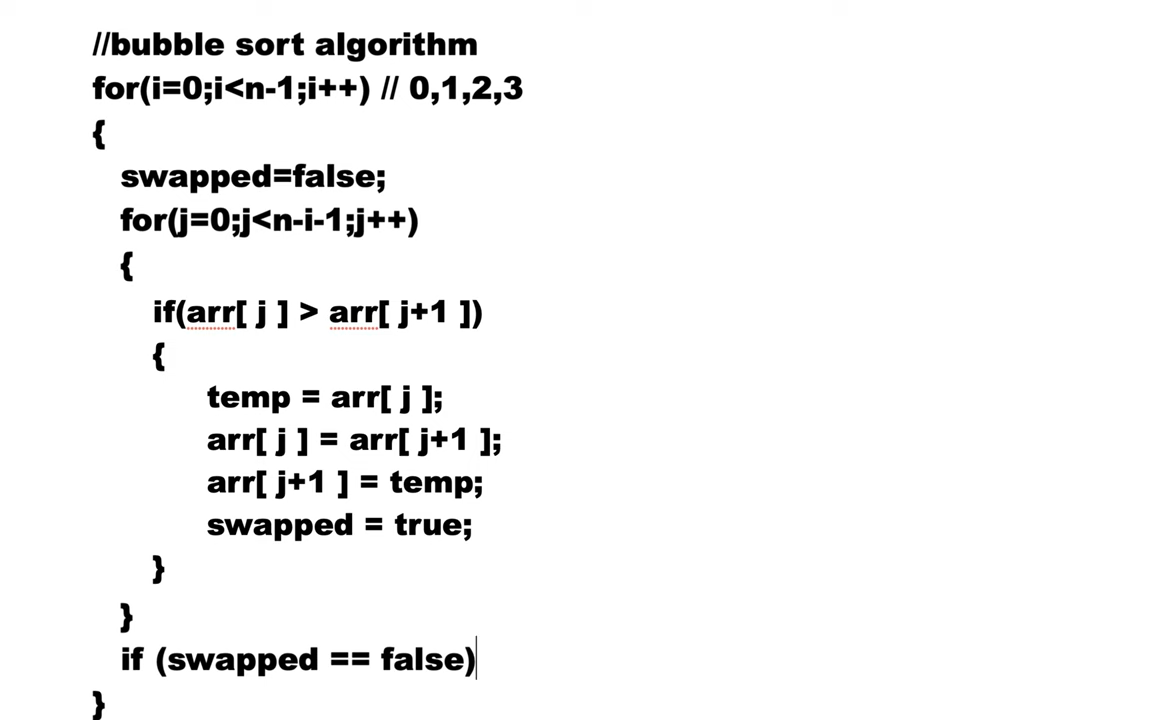 //bubble sort algorithm
for(i=0;i<n-1;i++) // 0,1,2,3
{
swapped=false;
for(j=0;j<n-i-1;j++)
{
if(arr[ j ] > arr[ j+1 ])
{
temp = arr[ j ];
arr[ j ] = arr[ j+1 ];
arr[ j+1 ] = temp;
swapped = true;
}
}
if (swapped == false)
}